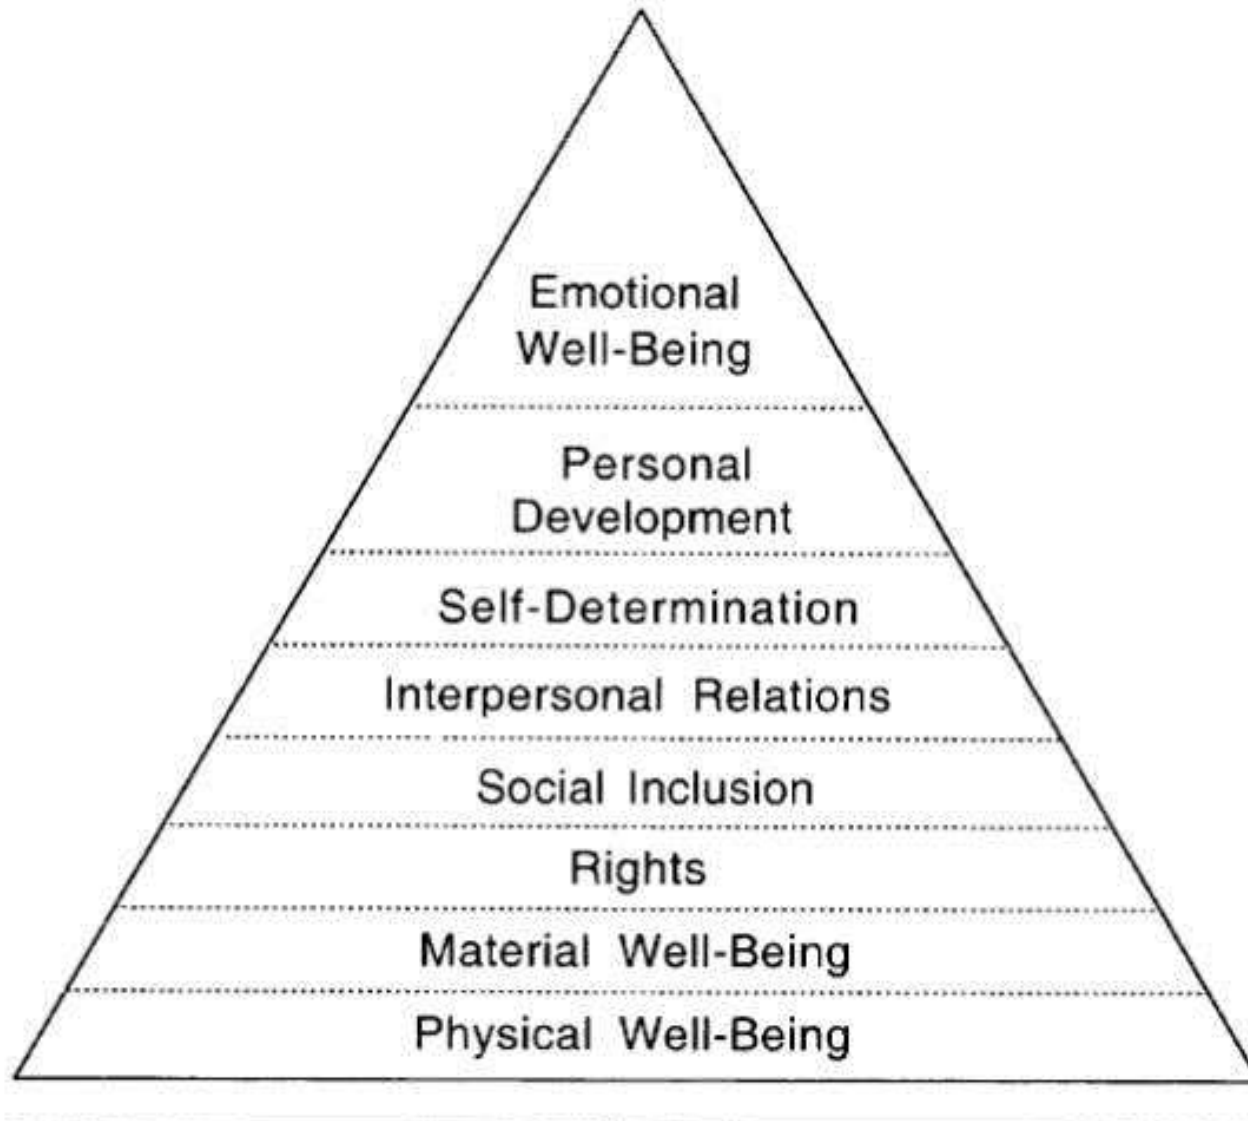 Emotional
Well-Being
Personal
Development
Self-Determination
Interpersonal Relations
Social Inclusion
Rights
Material Well-Being
Physical Well-Being